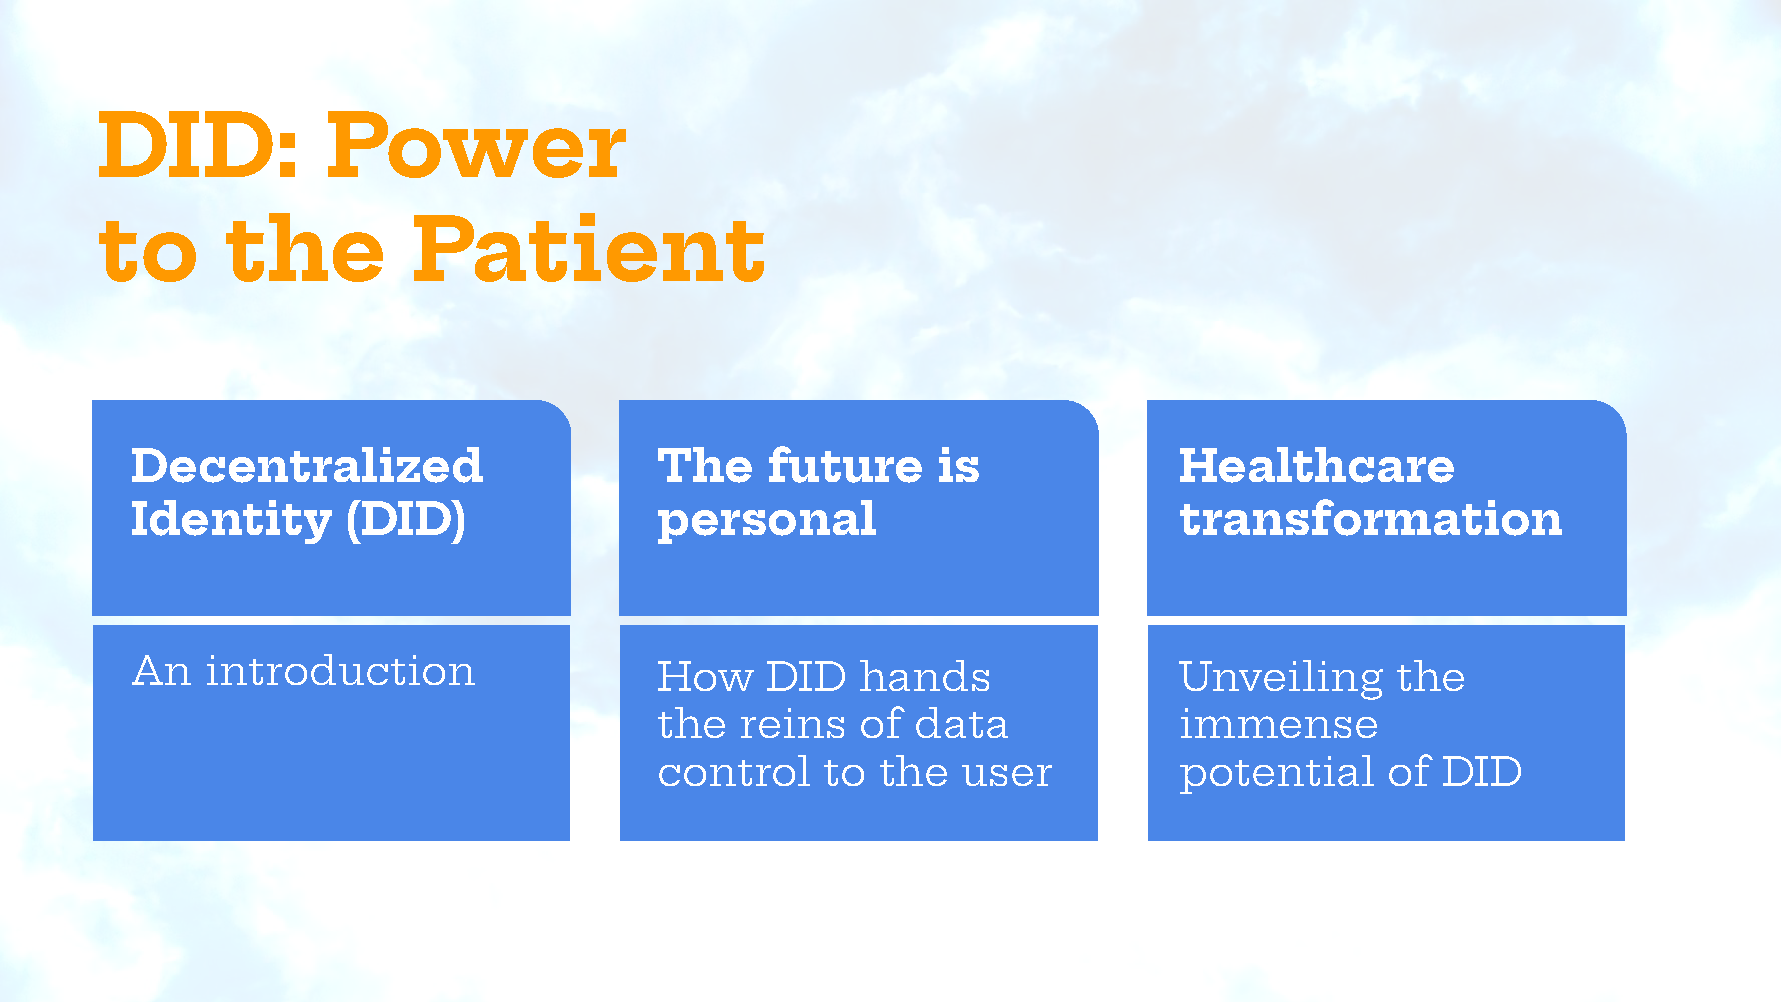 DID: Power
to the Patient
Decentralized
Identity (DID)
An introduction
The future is
personal
How DID hands
the reins of data
control to the user
Healthcare
transformation
Unveiling the
immense
potential of DID